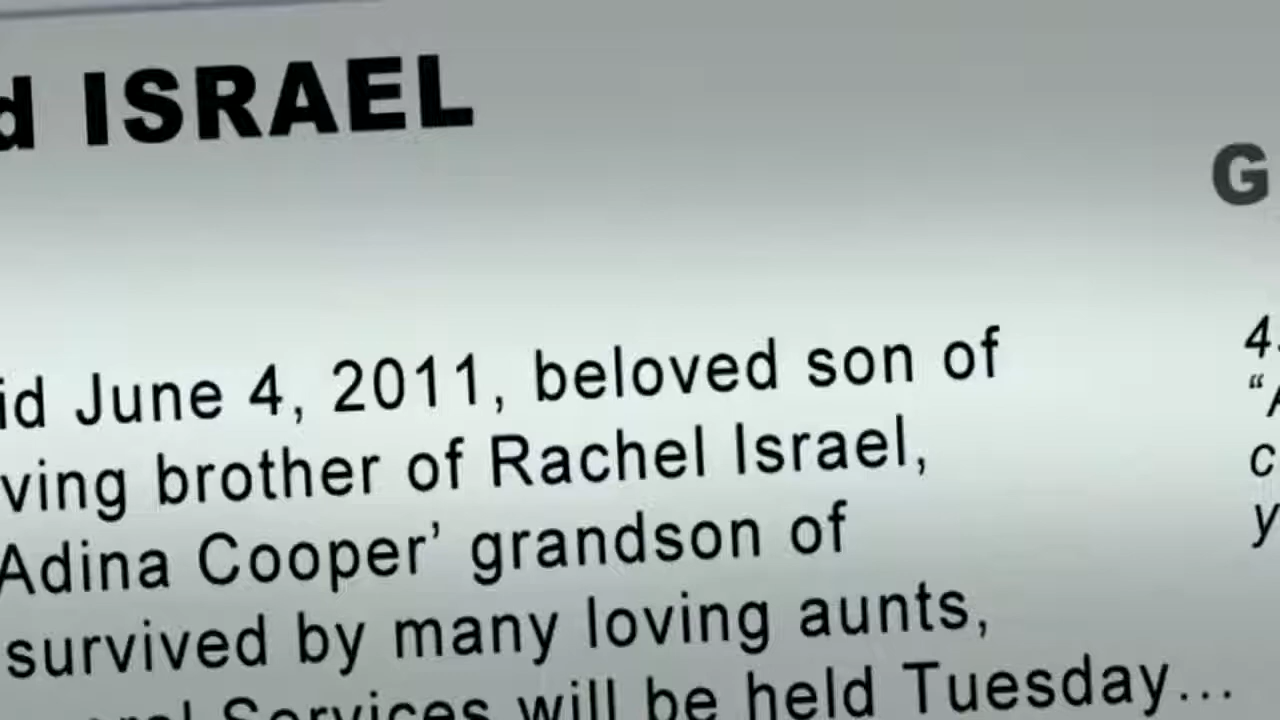 d ISRAEL
G
id June 4, 2011, beloved son of
ving brother of Rachel Israel,
Adina Cooper’ grandson of
survived by many loving aunts,
Services will be held Tuesday...
4
“A
c
y